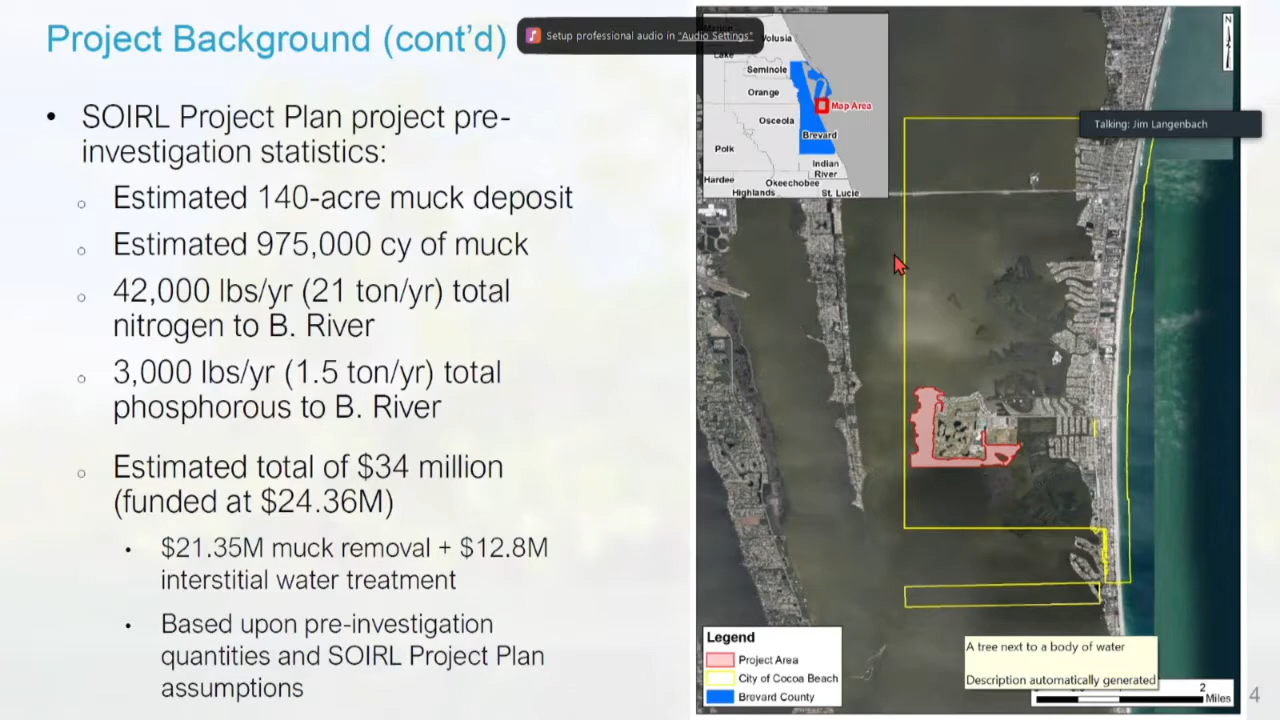 Project Background (cont'd)
Setup professional audio in "Audio Settings"
• SOIRL Project Plan project pre-
investigation statistics:
○ Estimated 140-acre muck deposit
○ Estimated 975,000 cy of muck
○ 42,000 lbs/yr (21 ton/yr) total
nitrogen to B. River
○ 3,000 lbs/yr (1.5 ton/yr) total
phosphorous to B. River
○ Estimated total of $34 million
(funded at $24.36M)
• $21.35M muck removal + $12.8M
interstitial water treatment
• Based upon pre-investigation
quantities and SOIRL Project Plan
assumptions
Volusia
Lake
Seminole
Orange
Map Area
Osceola
Brevard
Polk
Indian
River
Hardee
Okeechobee
Highlands
St. Lucie
N
Talking: Jim Langenbach
Legend
Project Area
City of Cocoa Beach
Brevard County
A tree next to a body of water
Description automatically generated
2
Miles
4